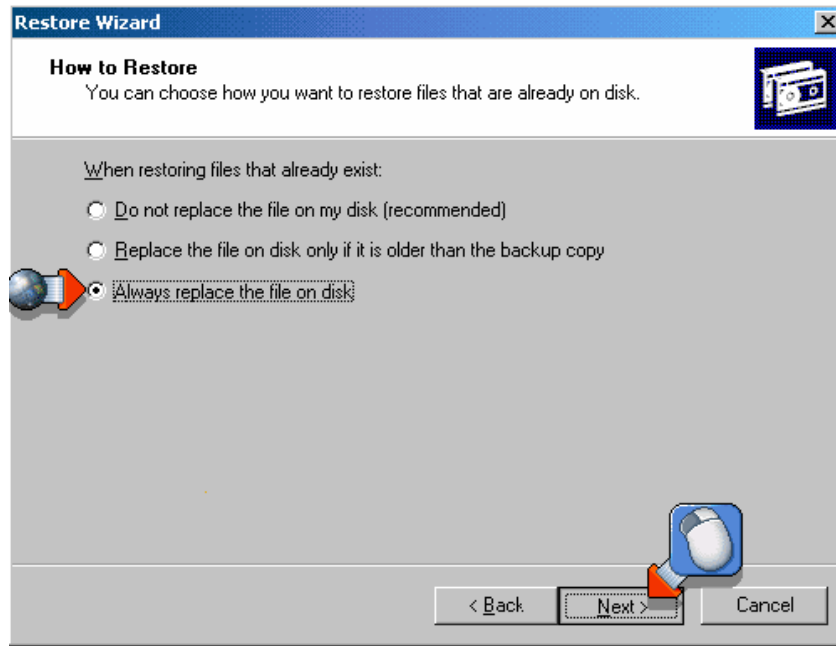 Restore Wizard
How to Restore
You can choose how you want to restore files that are already on disk.
When restoring files that already exist:
Do not replace the file on my disk (recommended)
Replace the file on disk only if it is older than the backup copy
Always replace the file on disk
< Back Next > Cancel